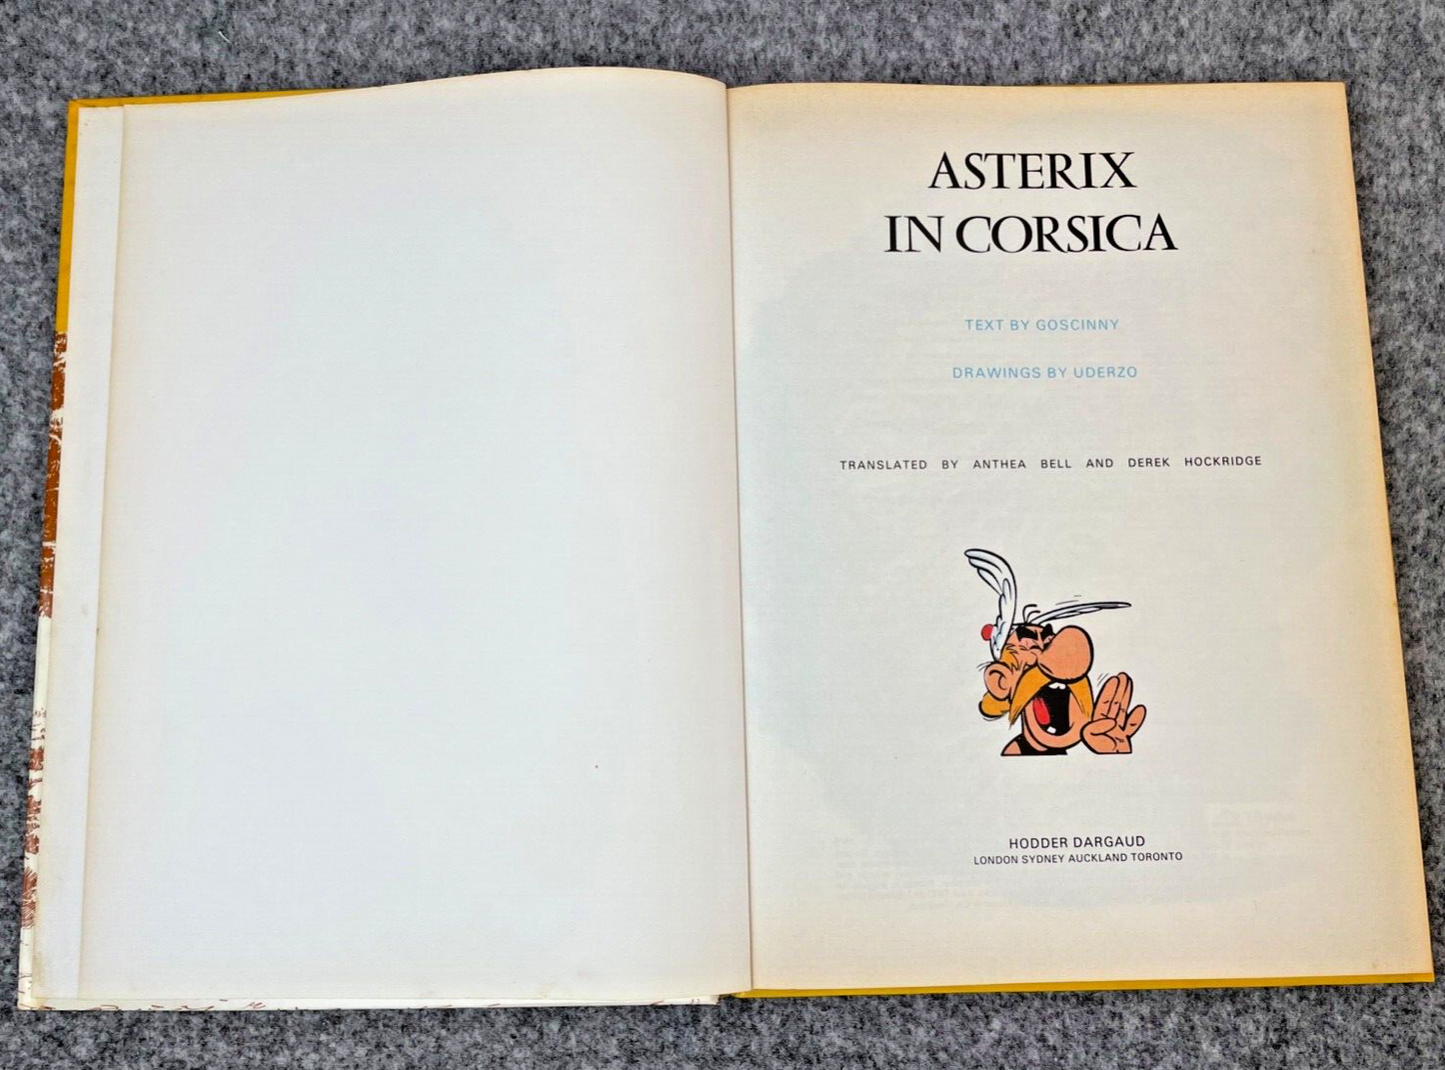 ASTERIX
IN CORSICA
TEXT BY GOSCINNY
DRAWINGS BY UDERZO
TRANSLATED BY ANTHEA BELL AND DEREK HOCKRIDGE
HODDER DARGAUD
LONDON SYDNEY AUCKLAND TORONTO